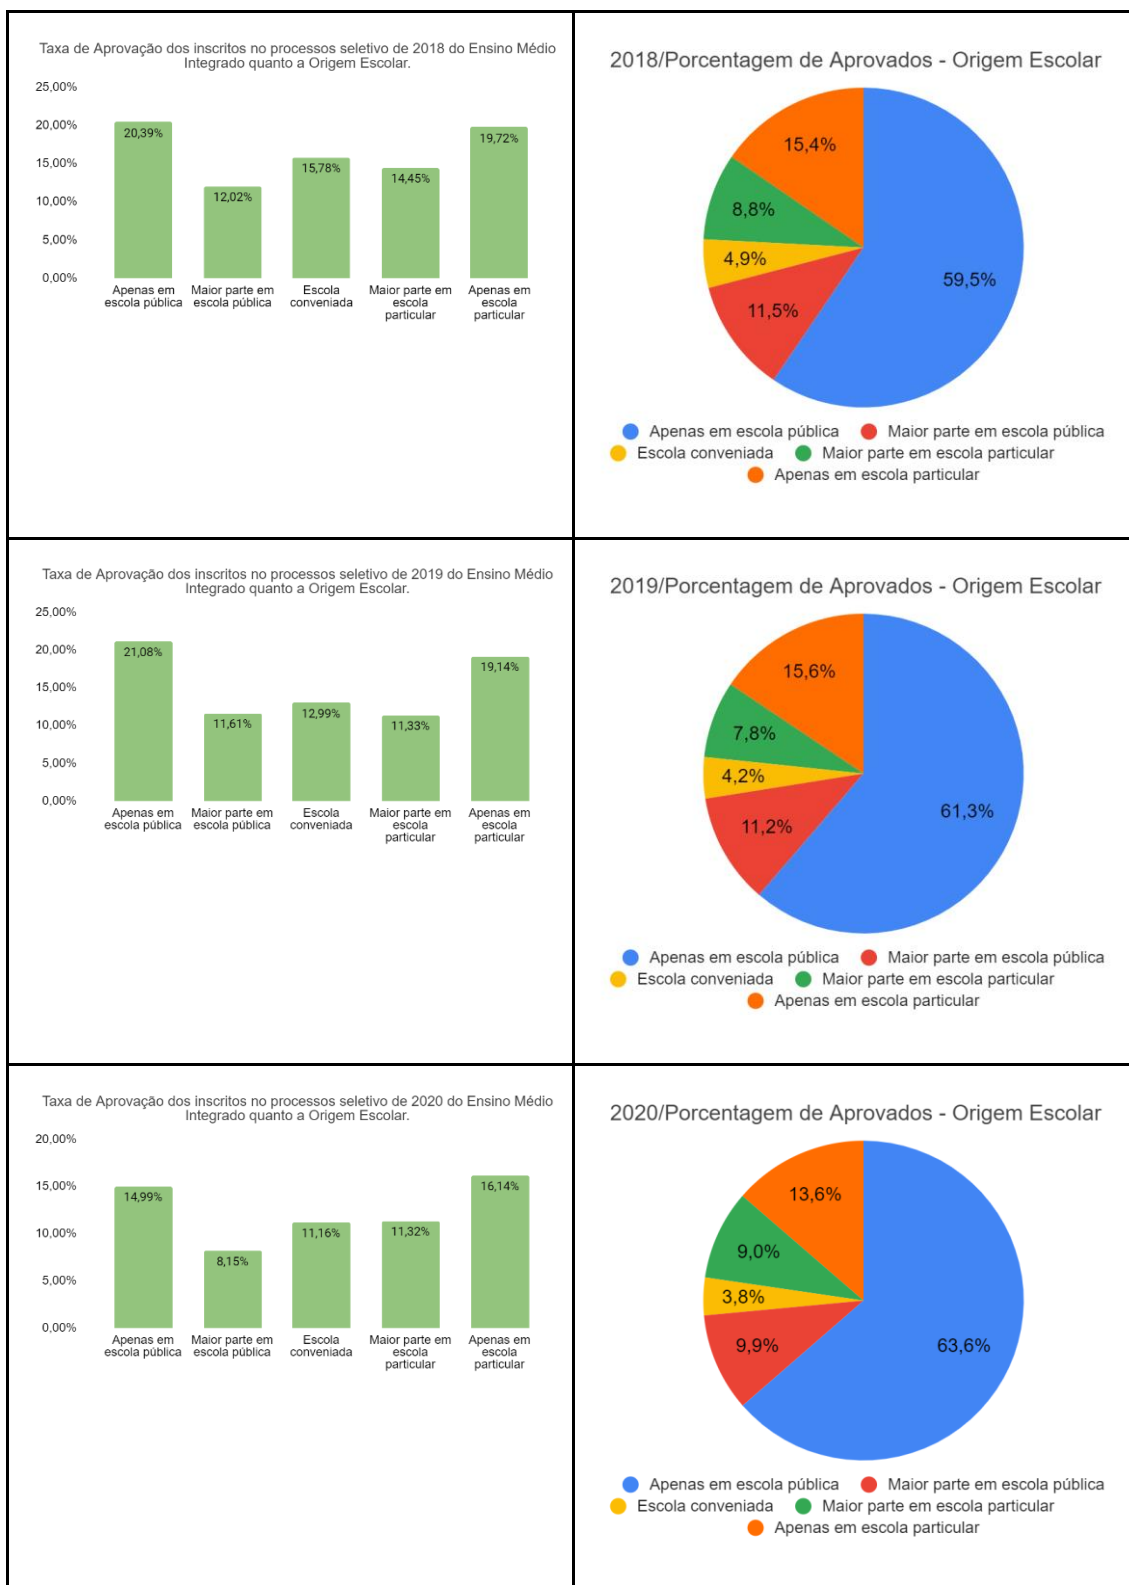 Taxa de Aprovação dos inscritos no processos seletivo de 2018 do Ensino Médio
Integrado quanto a Origem Escolar.
25,00%
20,00%
15,00%
10,00%
5,00%
0,00%
20,39%
12,02%
15,78%
14,45%
19,72%
Apenas em
escola pública
Maior parte em
escola pública
Escola
conveniada
Maior parte em
escola
particular
Apenas em
escola
particular
2018/Porcentagem de Aprovados - Origem Escolar
15,4%
8,8%
4,9%
11,5%
59,5%
Apenas em escola pública
Maior parte em escola pública
Escola conveniada
Maior parte em escola particular
Apenas em escola particular
Taxa de Aprovação dos inscritos no processos seletivo de 2019 do Ensino Médio
Integrado quanto a Origem Escolar.
25,00%
20,00%
15,00%
10,00%
5,00%
0,00%
21,08%
11,61%
12,99%
11,33%
19,14%
Apenas em
escola pública
Maior parte em
escola pública
Escola
conveniada
Maior parte em
escola
particular
Apenas em
escola
particular
2019/Porcentagem de Aprovados - Origem Escolar
15,6%
7,8%
4,2%
11,2%
61,3%
Apenas em escola pública
Maior parte em escola pública
Escola conveniada
Maior parte em escola particular
Apenas em escola particular
Taxa de Aprovação dos inscritos no processos seletivo de 2020 do Ensino Médio
Integrado quanto a Origem Escolar.
20,00%
15,00%
10,00%
5,00%
0,00%
14,99%
8,15%
11,16%
11,32%
16,14%
Apenas em
escola pública
Maior parte em
escola pública
Escola
conveniada
Maior parte em
escola
particular
Apenas em
escola
particular
2020/Porcentagem de Aprovados - Origem Escolar
13,6%
9,0%
3,8%
9,9%
63,6%
Apenas em escola pública
Maior parte em escola pública
Escola conveniada
Maior parte em escola particular
Apenas em escola particular